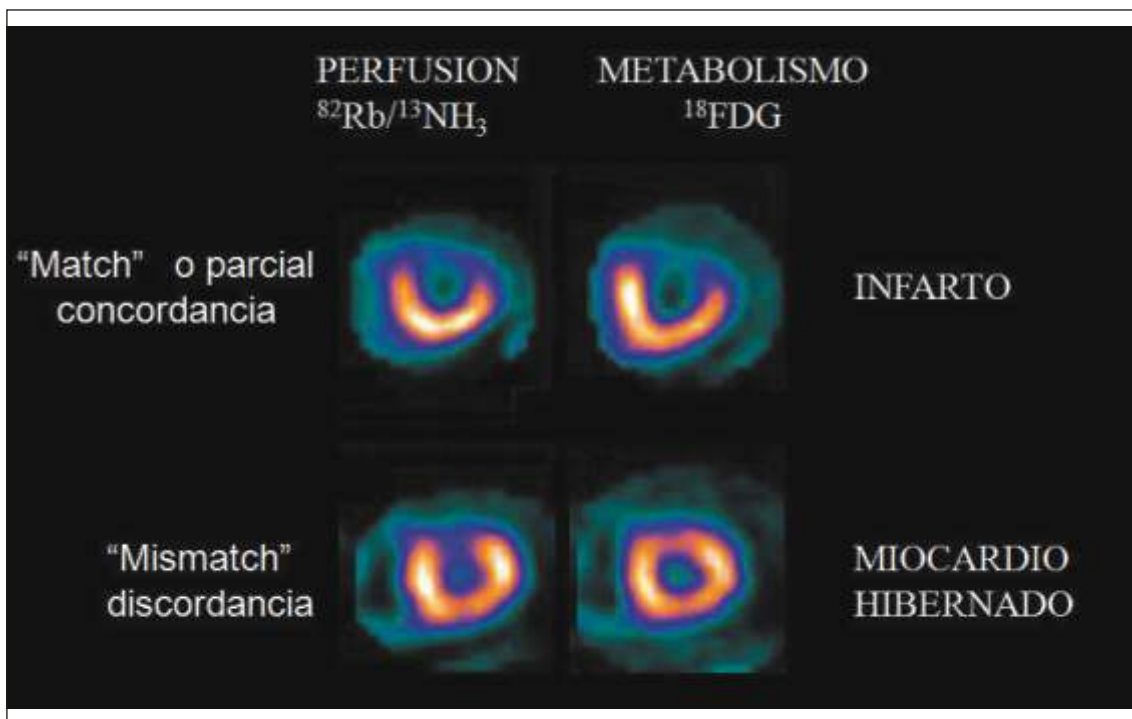 PERFUSION
⁸²Rb/¹³NH₃
METABOLISMO
¹⁸FDG
“Match” o parcial
concordancia
INFARTO
“Mismatch”
discordancia
MIOCARDIO
HIBERNADO